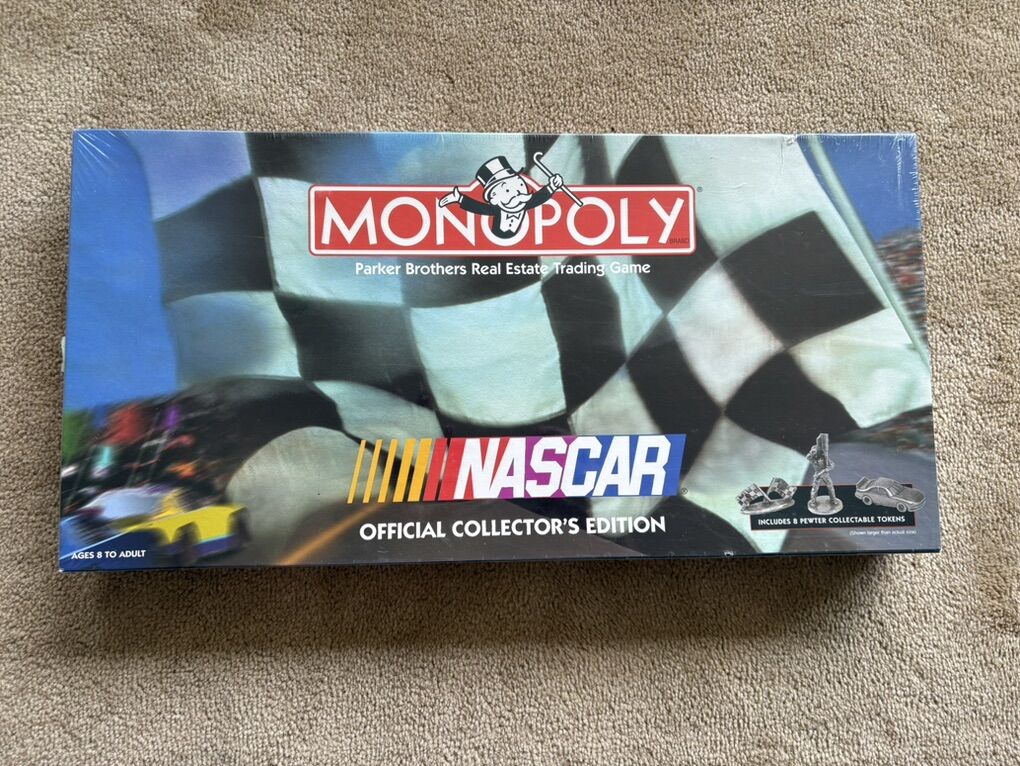 MONOPOLY
BRAND
Parker Brothers Real Estate Trading Game
NASCAR
OFFICIAL COLLECTOR'S EDITION
INCLUDES 8 PEWTER COLLECTABLE TOKENS
(Shown larger than actual size)
AGES 8 TO ADULT